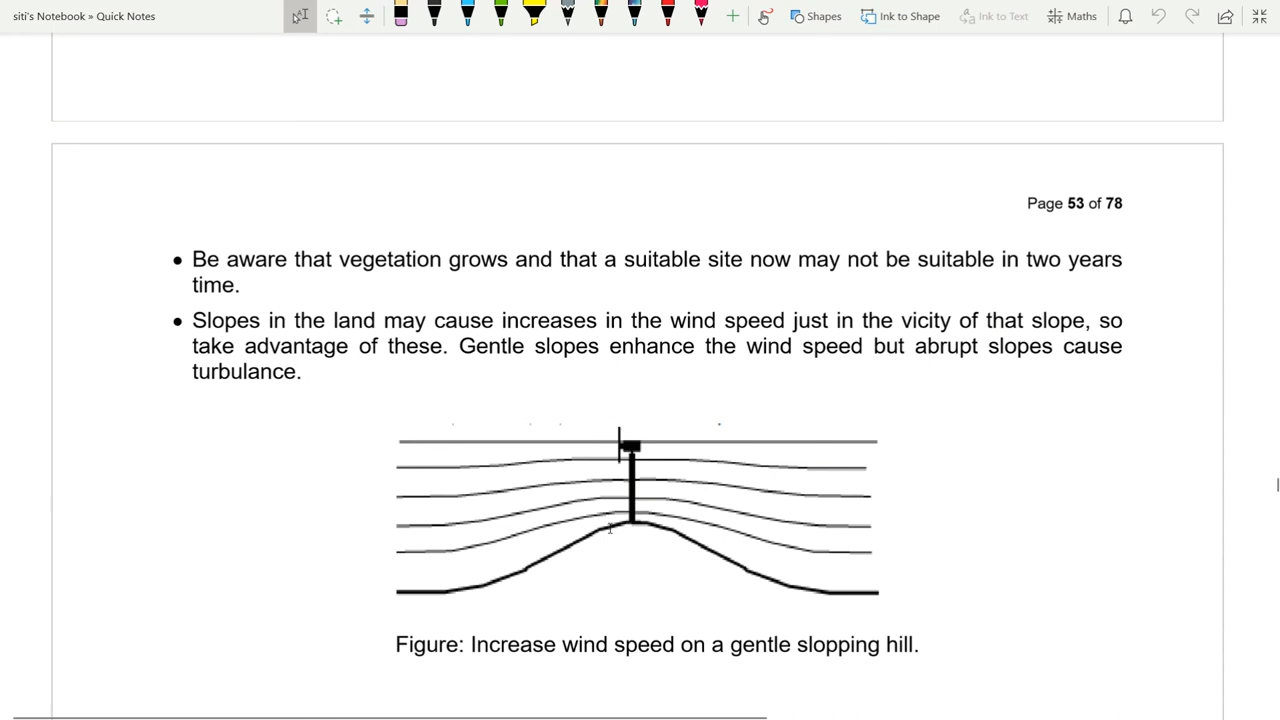 siti's Notebook » Quick Notes
Shapes
Ink to Shape
Ink to Text
Maths
Page 53 of 78
• Be aware that vegetation grows and that a suitable site now may not be suitable in two years
time.
• Slopes in the land may cause increases in the wind speed just in the vicity of that slope, so
take advantage of these. Gentle slopes enhance the wind speed but abrupt slopes cause
turbulance.
Figure: Increase wind speed on a gentle slopping hill.